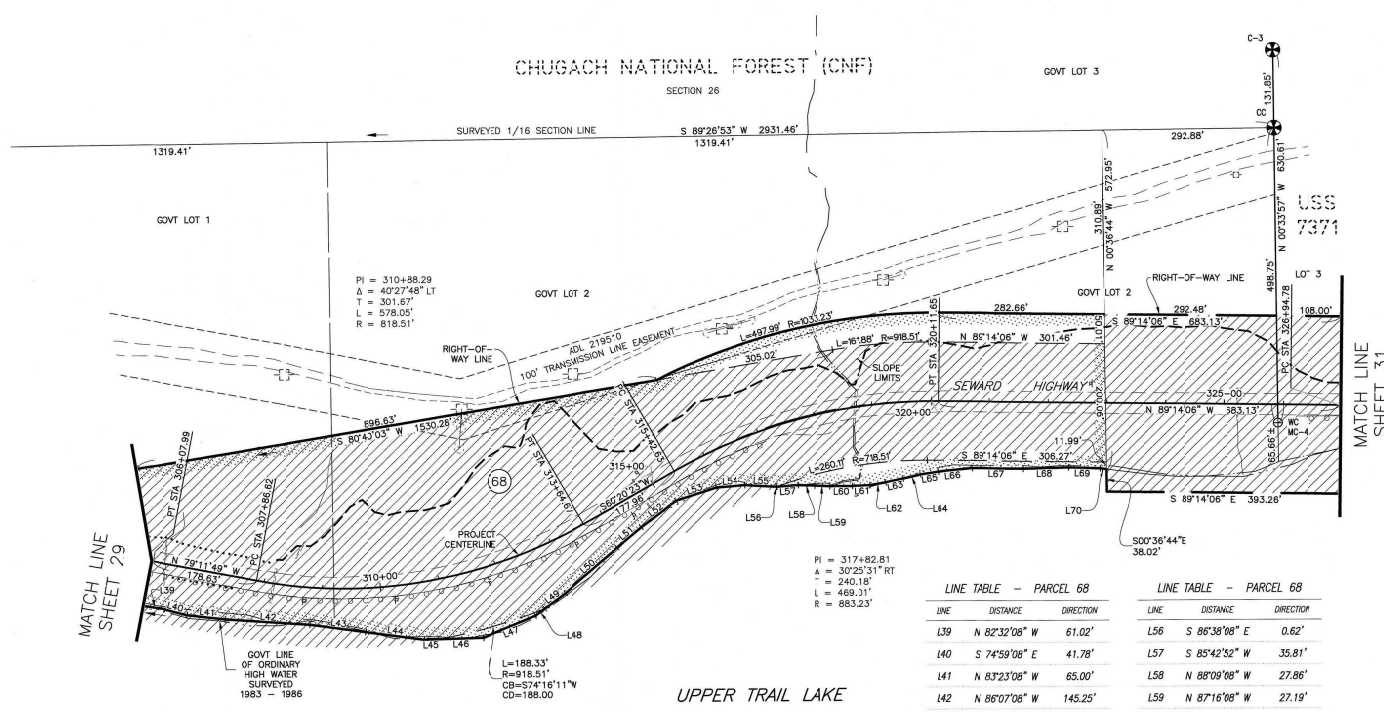 C-3
CHUGACH NATIONAL FOREST (CNF)
GOVT LOT 3
SECTION 26
131.85'
CC
SURVEYED 1/16 SECTION LINE
S 89°26'53" W 2931.46'
1319.41'
1319.41'
292.88'
N 00°36'44" W 572.95'
310.89'
N 00°33'57" W 630.61'
498.75'
USS
7371
GOVT LOT 1
LOT 3
PI = 310+88.29
Δ = 40°27'48" LT
T = 301.67'
L = 578.05'
R = 818.51'
GOVT LOT 2
GOVT LOT 2
RIGHT-OF-WAY LINE
ADL 2195
100' TRANSMISSION LINE EASEMENT
RIGHT-OF-
WAY LINE
L=497.99' R=1033.23'
282.66'
292.48'
S 89°14'06" E 683.13'
108.00'
305.02'
L=161.88' R=918.51'
N 89°14'06" W 301.46'
50.01'
SLOPE
LIMITS
PT STA 320+11.65
PC STA 326+94.78
SEWARD HIGHWAY
200.06'
325+00
320+00
N 89°14'06" W 683.13'
WC
MC-4
65.66'±
MATCH LINE
SHEET 31
696.63'
S 80°43'03" W 1530.28'
PC STA 315+42.63
315+00
PT STA 313+64.67
S60°20'23"W
177.96'
68
PT STA 306+07.99
PC STA 307+86.62
MATCH LINE
SHEET 29
N 79°11'49" W
178.63'
310+00
PROJECT
CENTERLINE
L=260.11' R=718.51'
S 89°14'06" E 306.27'
11.99'
S 89°14'06" E 393.26'
S00°36'44"E
38.02'
L39
L40
L41
L42
L43
L44
L45
L46
L47
L48
L49
L50
L51
L52
L53
L54
L55
L56
L57
L58
L59
L60
L61
L62
L63
L64
L65
L66
L67
L68
L69
L70
GOVT LINE
OF ORDINARY
HIGH WATER
SURVEYED
1983 – 1986
L=188.33'
R=918.51'
CB=S74°16'11"W
CD=188.00
UPPER TRAIL LAKE
PI = 317+82.81
Δ = 30°25'31" RT
= 240.18'
L = 469.01'
R = 883.23'
LINE TABLE – PARCEL 68
LINE DISTANCE DIRECTION
L39 N 82°32'08" W 61.02'
L40 S 74°59'08" E 41.78'
L41 N 83°23'08" W 65.00'
L42 N 86°07'08" W 145.25'
LINE TABLE – PARCEL 68
LINE DISTANCE DIRECTION
L56 S 86°38'08" E 0.62'
L57 S 85°42'52" W 35.81'
L58 N 88°09'08" W 27.86'
L59 N 87°16'08" W 27.19'